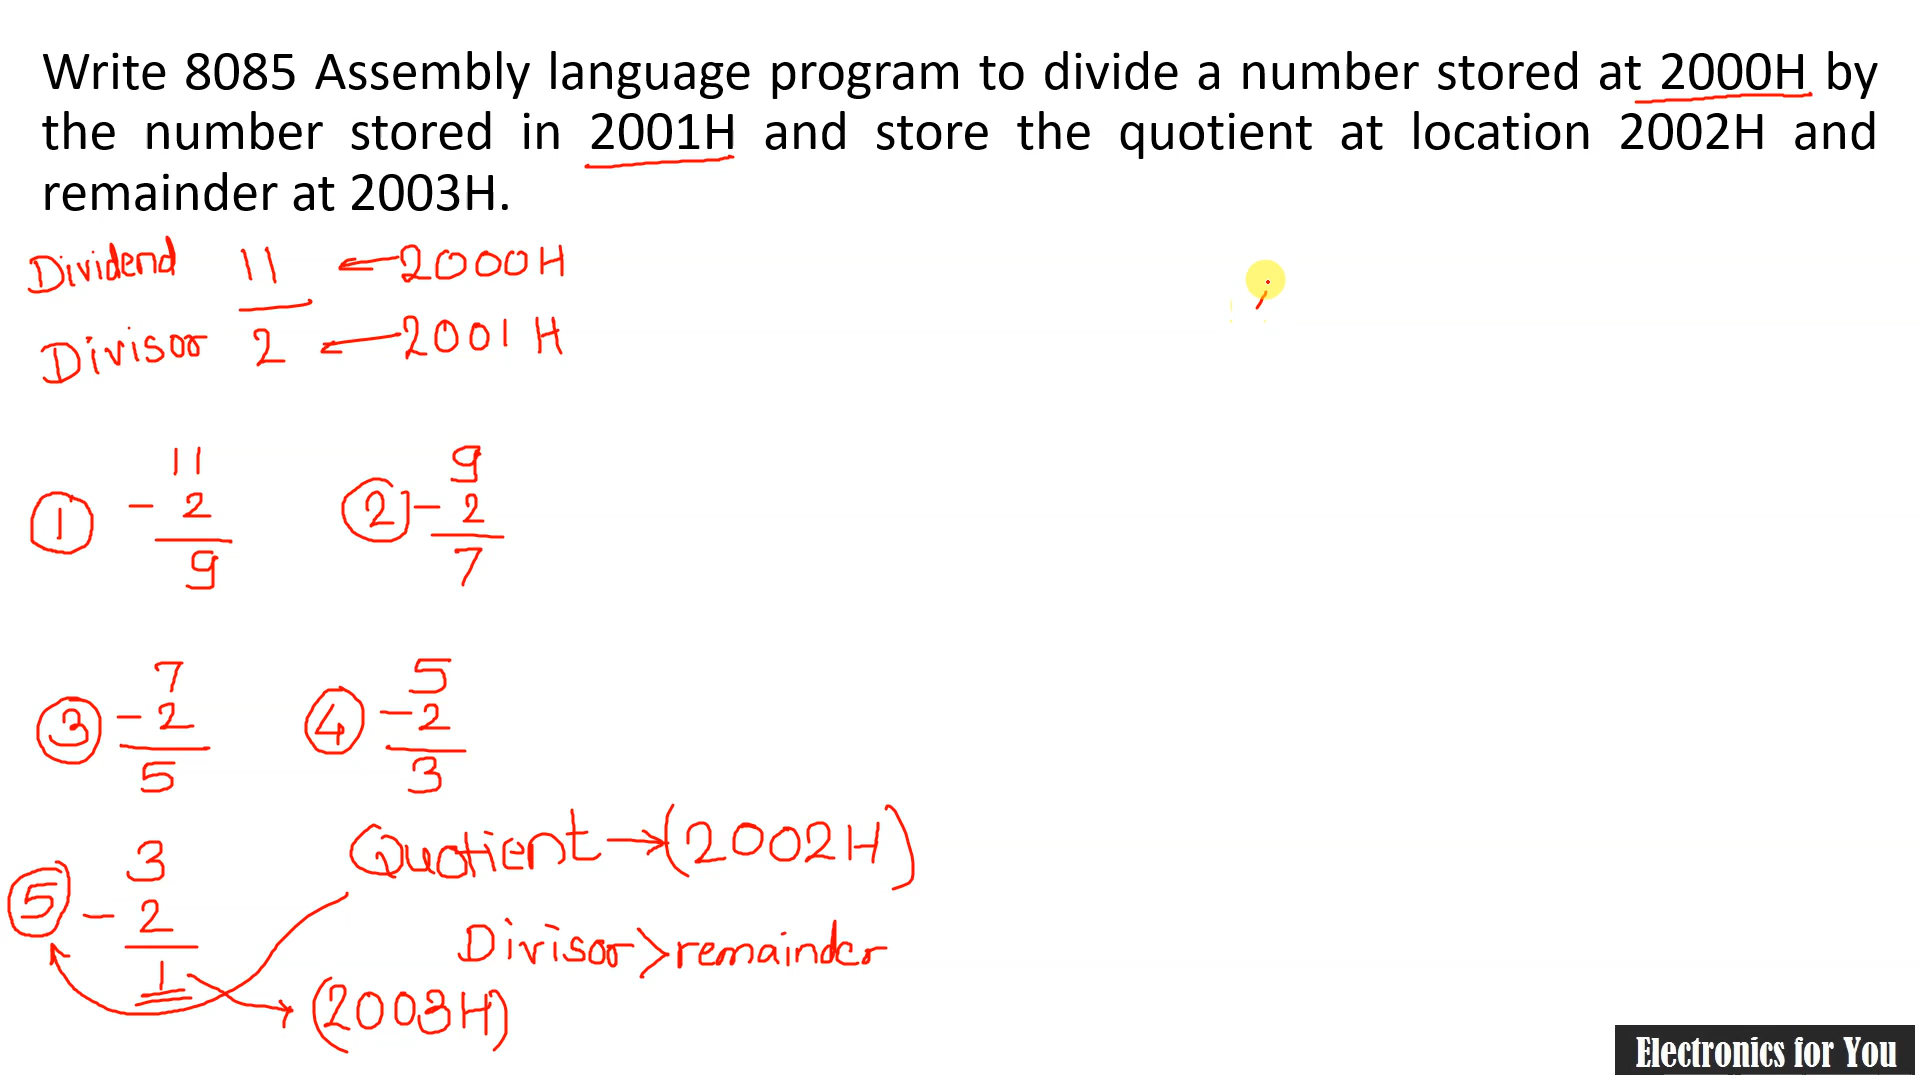 Write 8085 Assembly language program to divide a number stored at 2000H by
the number stored in 2001H and store the quotient at location 2002H and
remainder at 2003H.
Dividend 11 ← 2000H
Divisor 2 ← 2001H
① 11 - 2 9
② 9 - 2 7
③ 7 - 2 5
④ 5 - 2 3
⑤ 3 - 2 1
Quotient → (2002H)
Divisor > remainder
(2003H)
Electronics for You